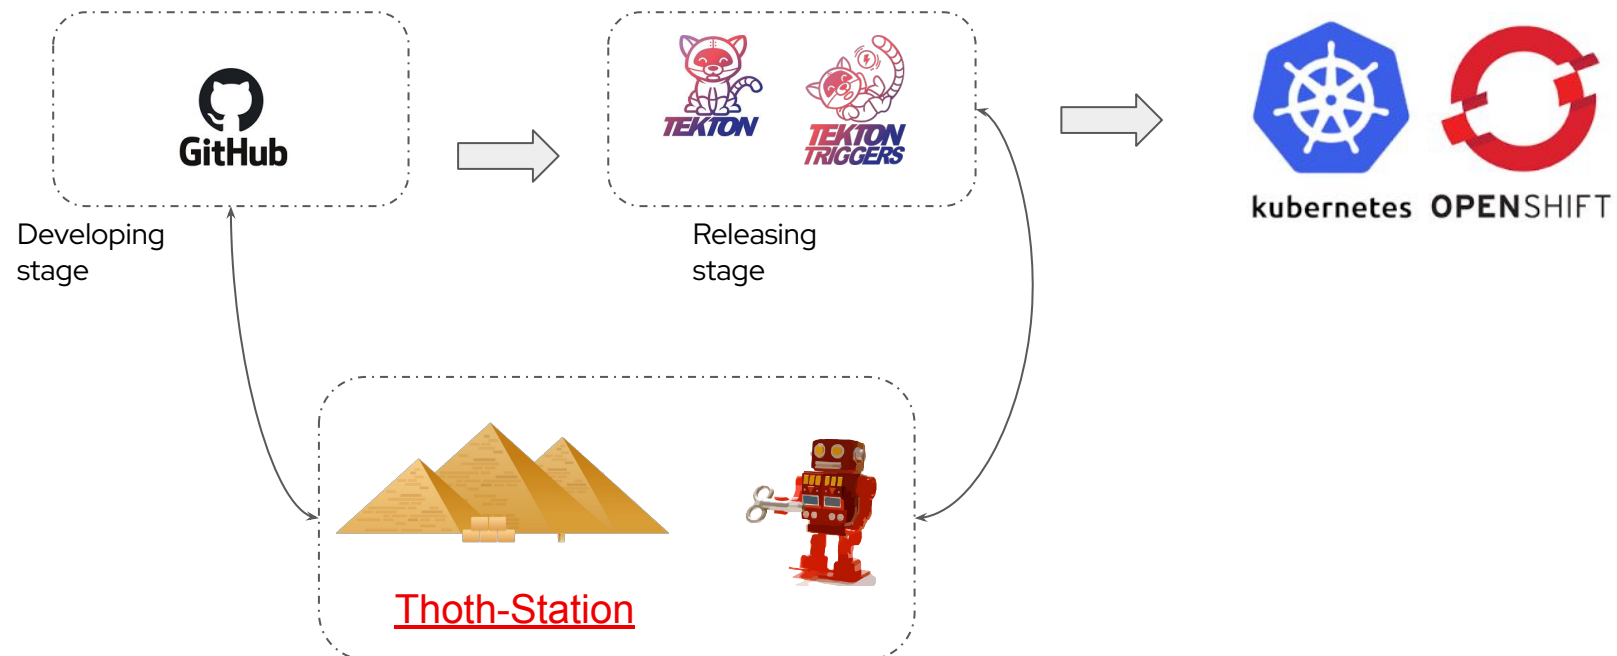 GitHub
Developing
stage
TEKTON
TEKTON
TRIGGERS
Releasing
stage
kubernetes
OPENSHIFT
Thoth-Station